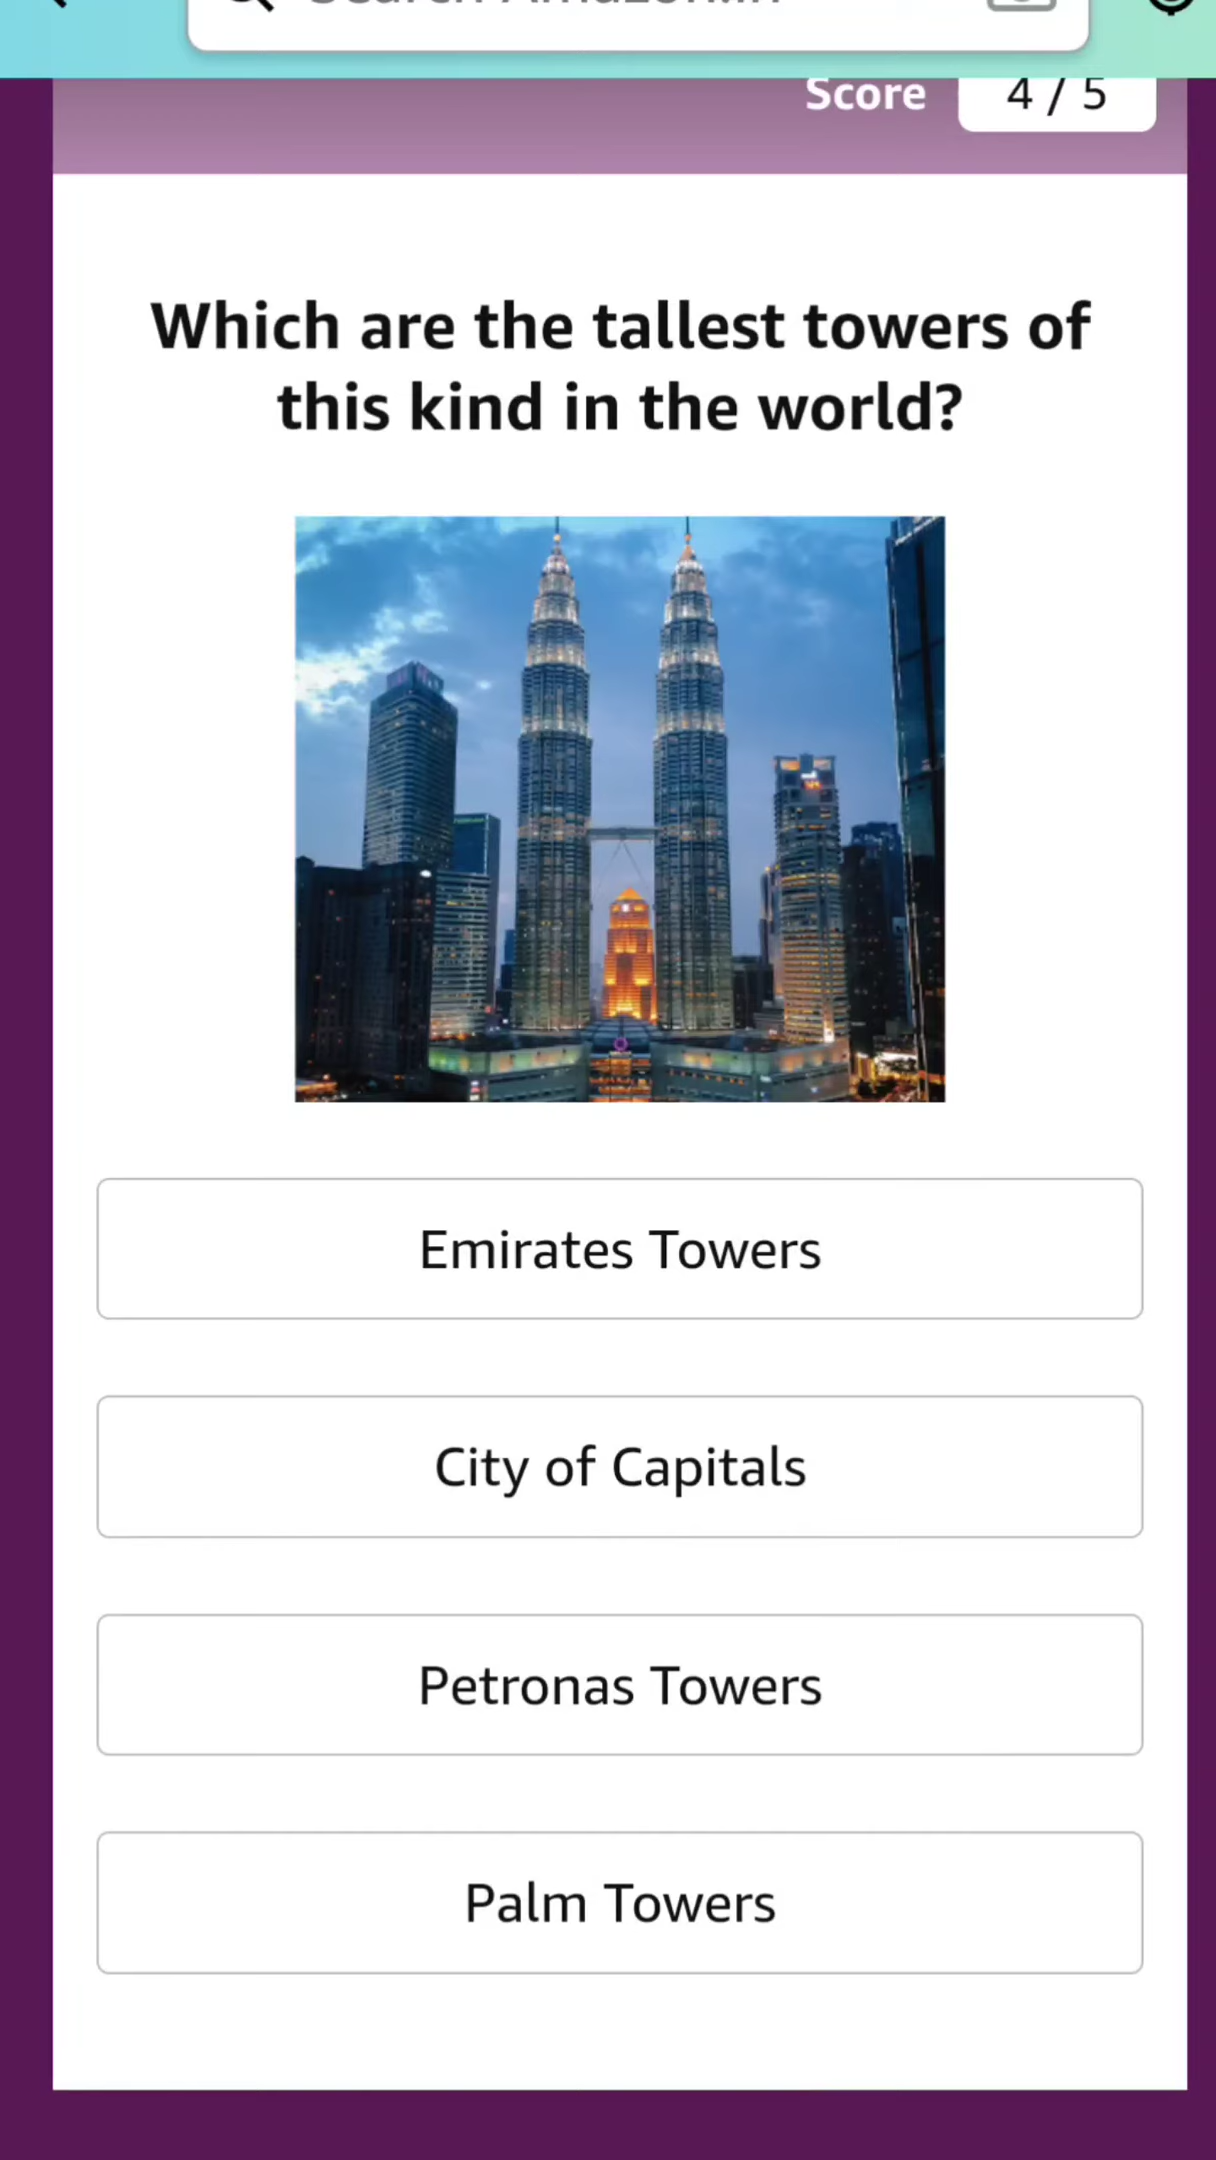 Score 4 / 5
Which are the tallest towers of
this kind in the world?
Emirates Towers
City of Capitals
Petronas Towers
Palm Towers